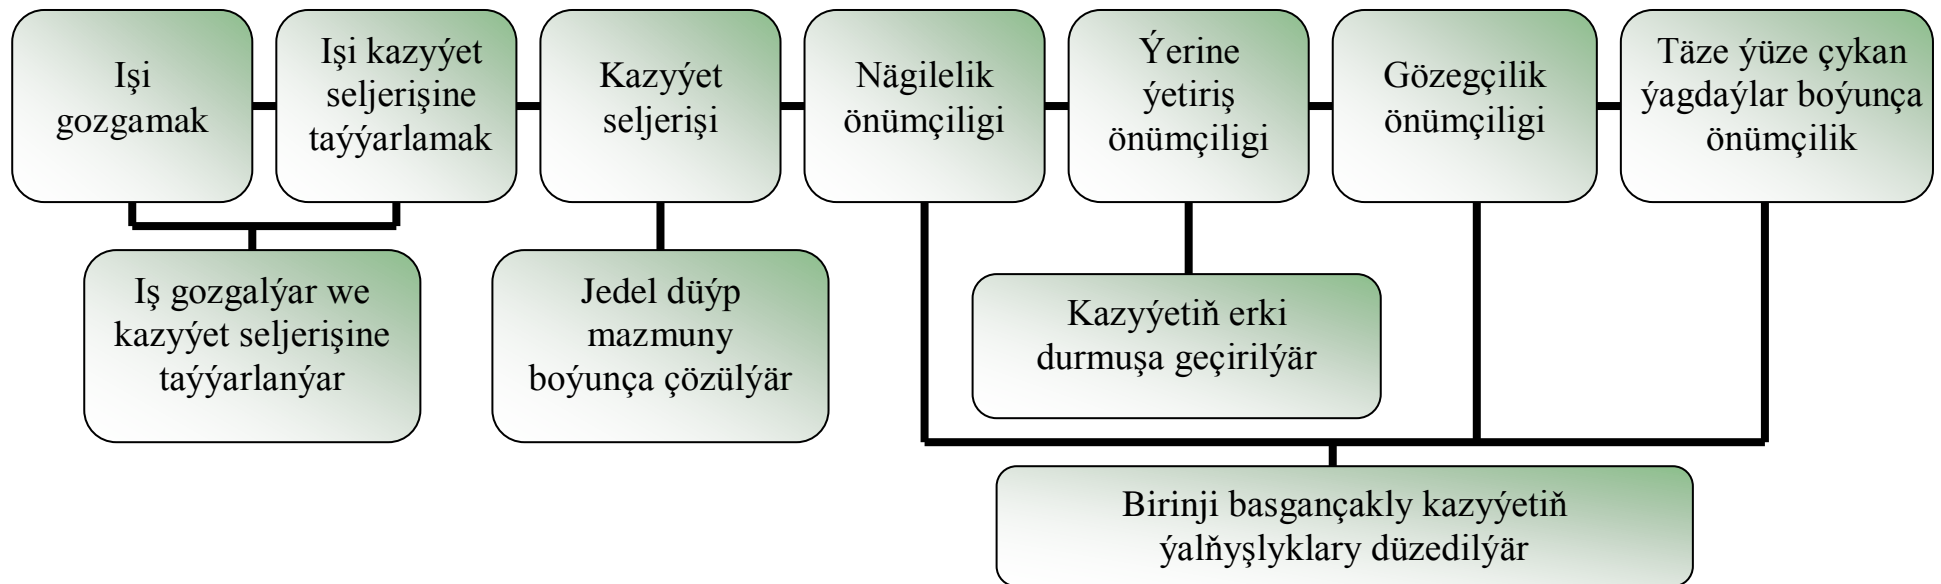 Işi
gozgamak
Işi kazyýet
seljerişine
taýýarlamak
Kazyýet
seljerişi
Nägilelik
önümçiligi
Ýerine
ýetiriş
önümçiligi
Gözegçilik
önümçiligi
Täze ýüze çykan
ýagdaýlar boýunça
önümçilik
Iş gozgalýar we
kazyýet seljerişine
taýýarlanýar
Jedel düýp
mazmuny
boýunça çözülýär
Kazyýetiň erki
durmuşa geçirilýär
Birinji basgançakly kazyýetiň
ýalňyşlyklary düzedilýär